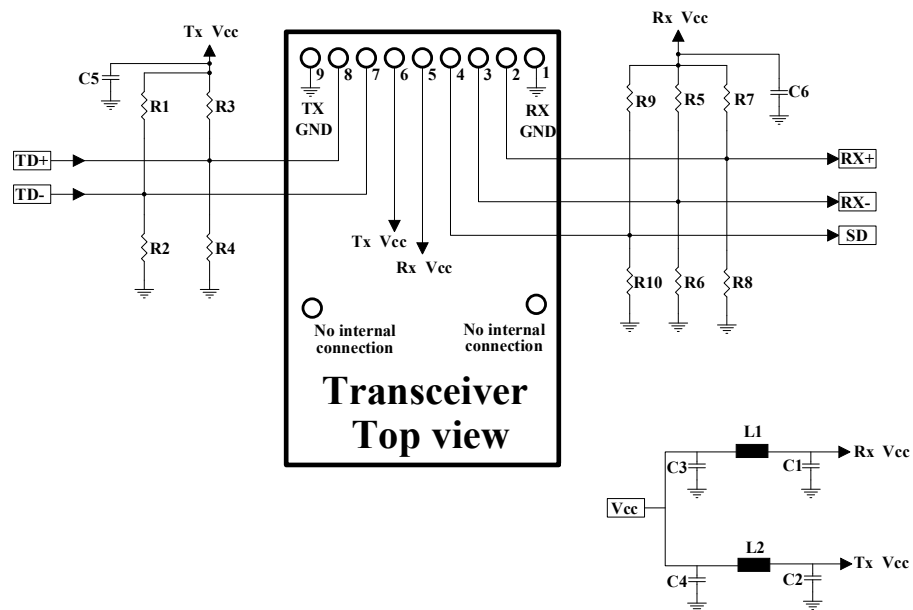 Tx Vcc
Rx Vcc
C5
R1
R3
9
8
7
6
5
4
3
2
1
TX
GND
RX
GND
R9
R5
R7
C6
TD+
RX+
TD-
RX-
SD
Tx Vcc
Rx Vcc
R2
R4
R10
R6
R8
No internal
connection
No internal
connection
Transceiver
Top view
L1
C3
C1
Rx Vcc
Vcc
L2
C4
C2
Tx Vcc